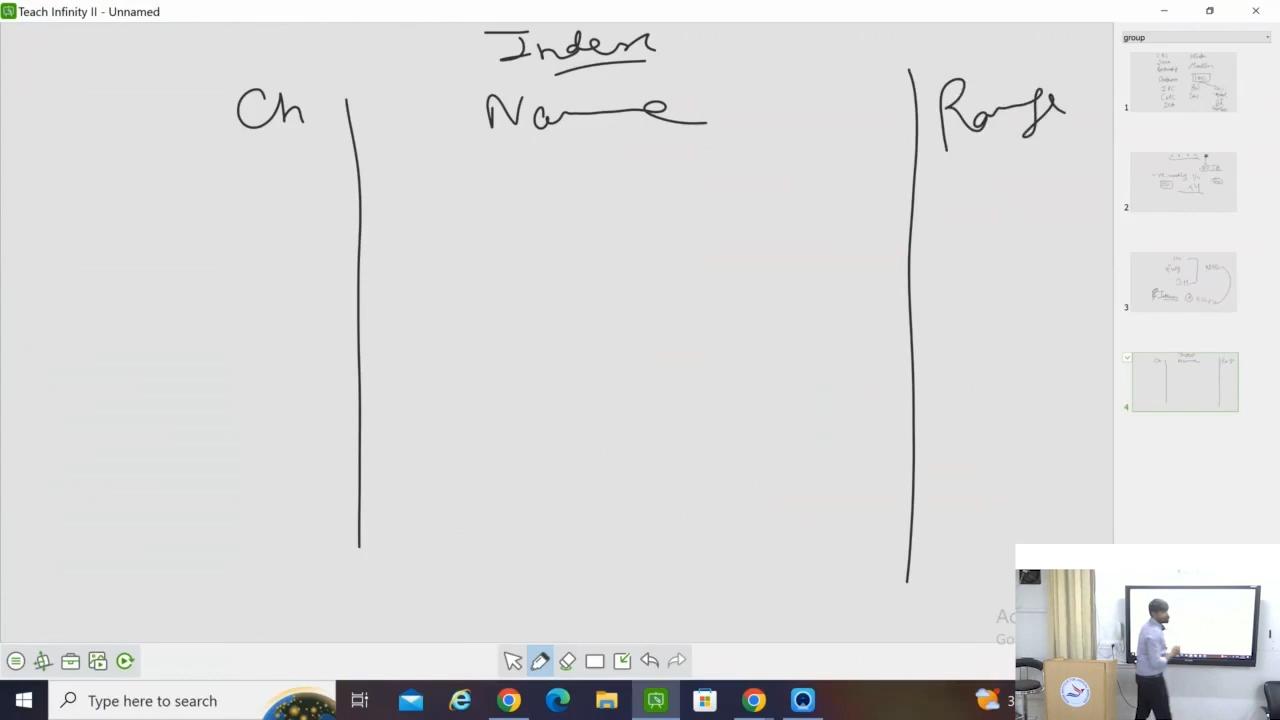 Teach Infinity II - Unnamed
group
Index
Ch Name Range
1
2
3
4
Type here to search